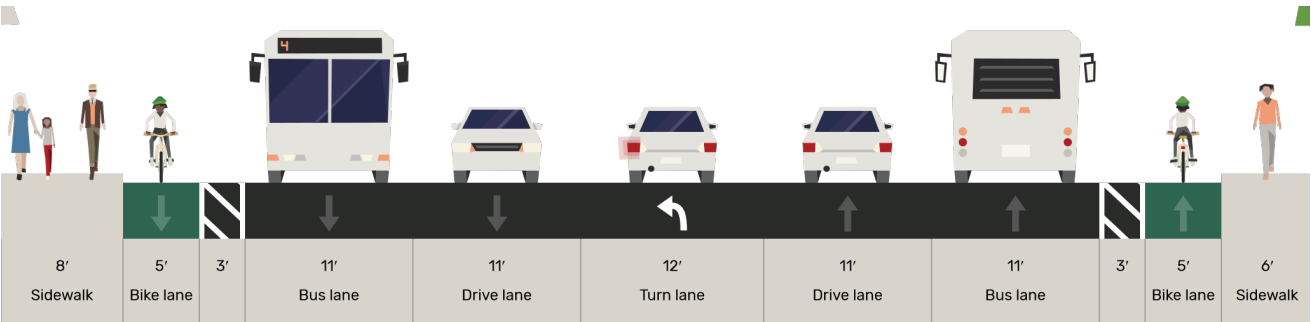 4
8′ 5′ 3′ 11′ 11′ 12′ 11′ 11′ 3′ 5′ 6′
Sidewalk Bike lane Bus lane Drive lane Turn lane Drive lane Bus lane Bike lane Sidewalk